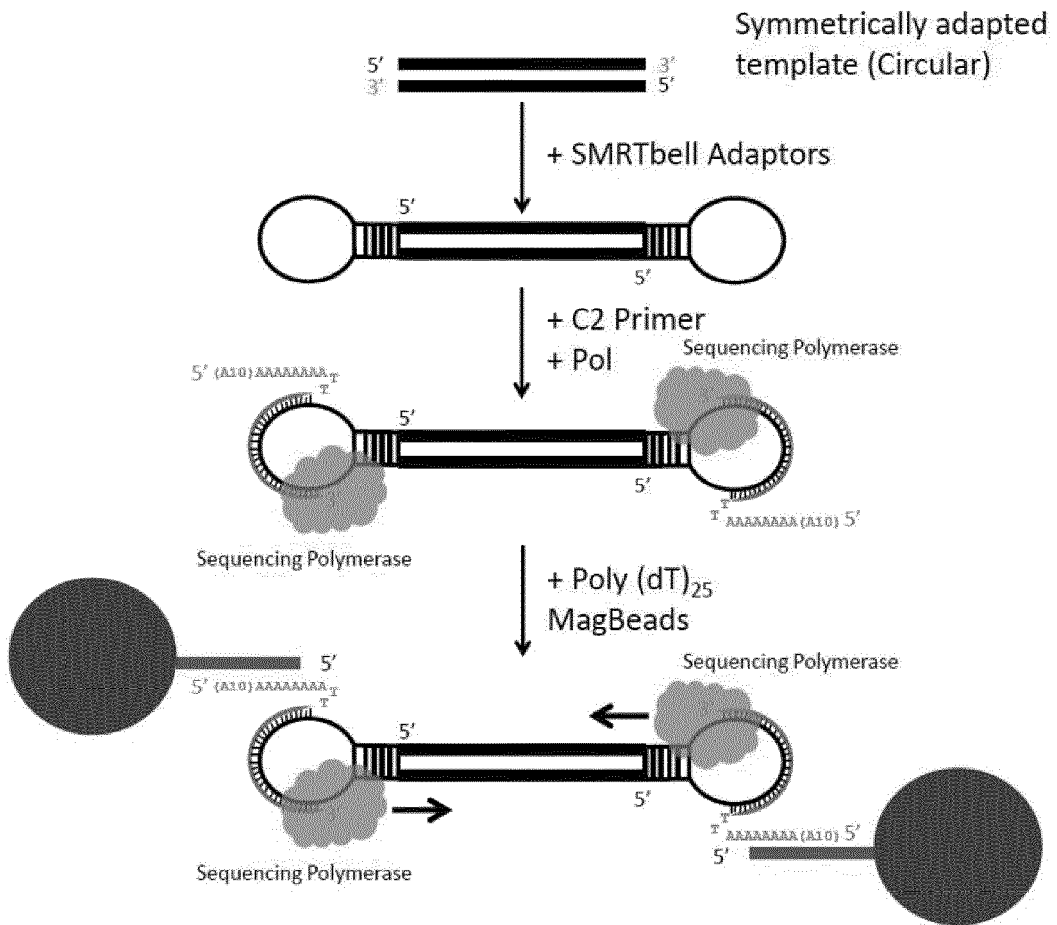 Symmetrically adapted
template (Circular)
5' 3'
3' 5'
+ SMRTbell Adaptors
5'
5'
+ C2 Primer
+ Pol
Sequencing Polymerase
5' (A10) AAAAAAAA T
T
5'
5'
T T
AAAAAAAA (A10) 5'
Sequencing Polymerase
+ Poly (dT)25
MagBeads
Sequencing Polymerase
5'
5' (A10) AAAAAAAA T
T
5'
5'
T T
AAAAAAAA (A10) 5'
5'
Sequencing Polymerase